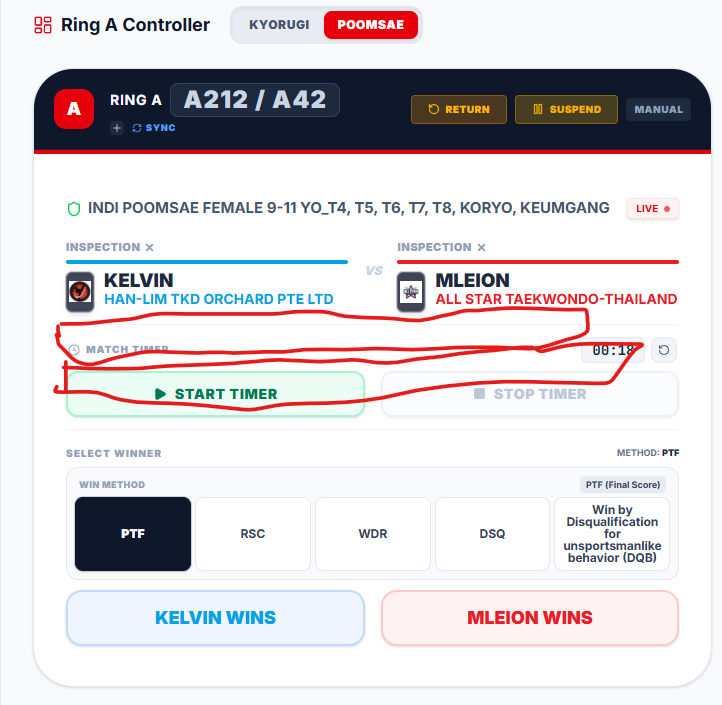 Ring A Controller
KYORUGI
POOMSAE
A
RING A
A212 / A42
SYNC
RETURN
SUSPEND
MANUAL
INDI POOMSAE FEMALE 9-11 YO_T4, T5, T6, T7, T8, KORYO, KEUMGANG
LIVE
INSPECTION ×
VS
INSPECTION ×
KELVIN
HAN-LIM TKD ORCHARD PTE LTD
MLEION
ALL STAR TAEKWONDO-THAILAND
MATCH TIMER
00:18
START TIMER
STOP TIMER
SELECT WINNER
METHOD: PTF
WIN METHOD
PTF (Final Score)
PTF
RSC
WDR
DSQ
Win by
Disqualification
for
unsportsmanlike
behavior (DQB)
KELVIN WINS
MLEION WINS